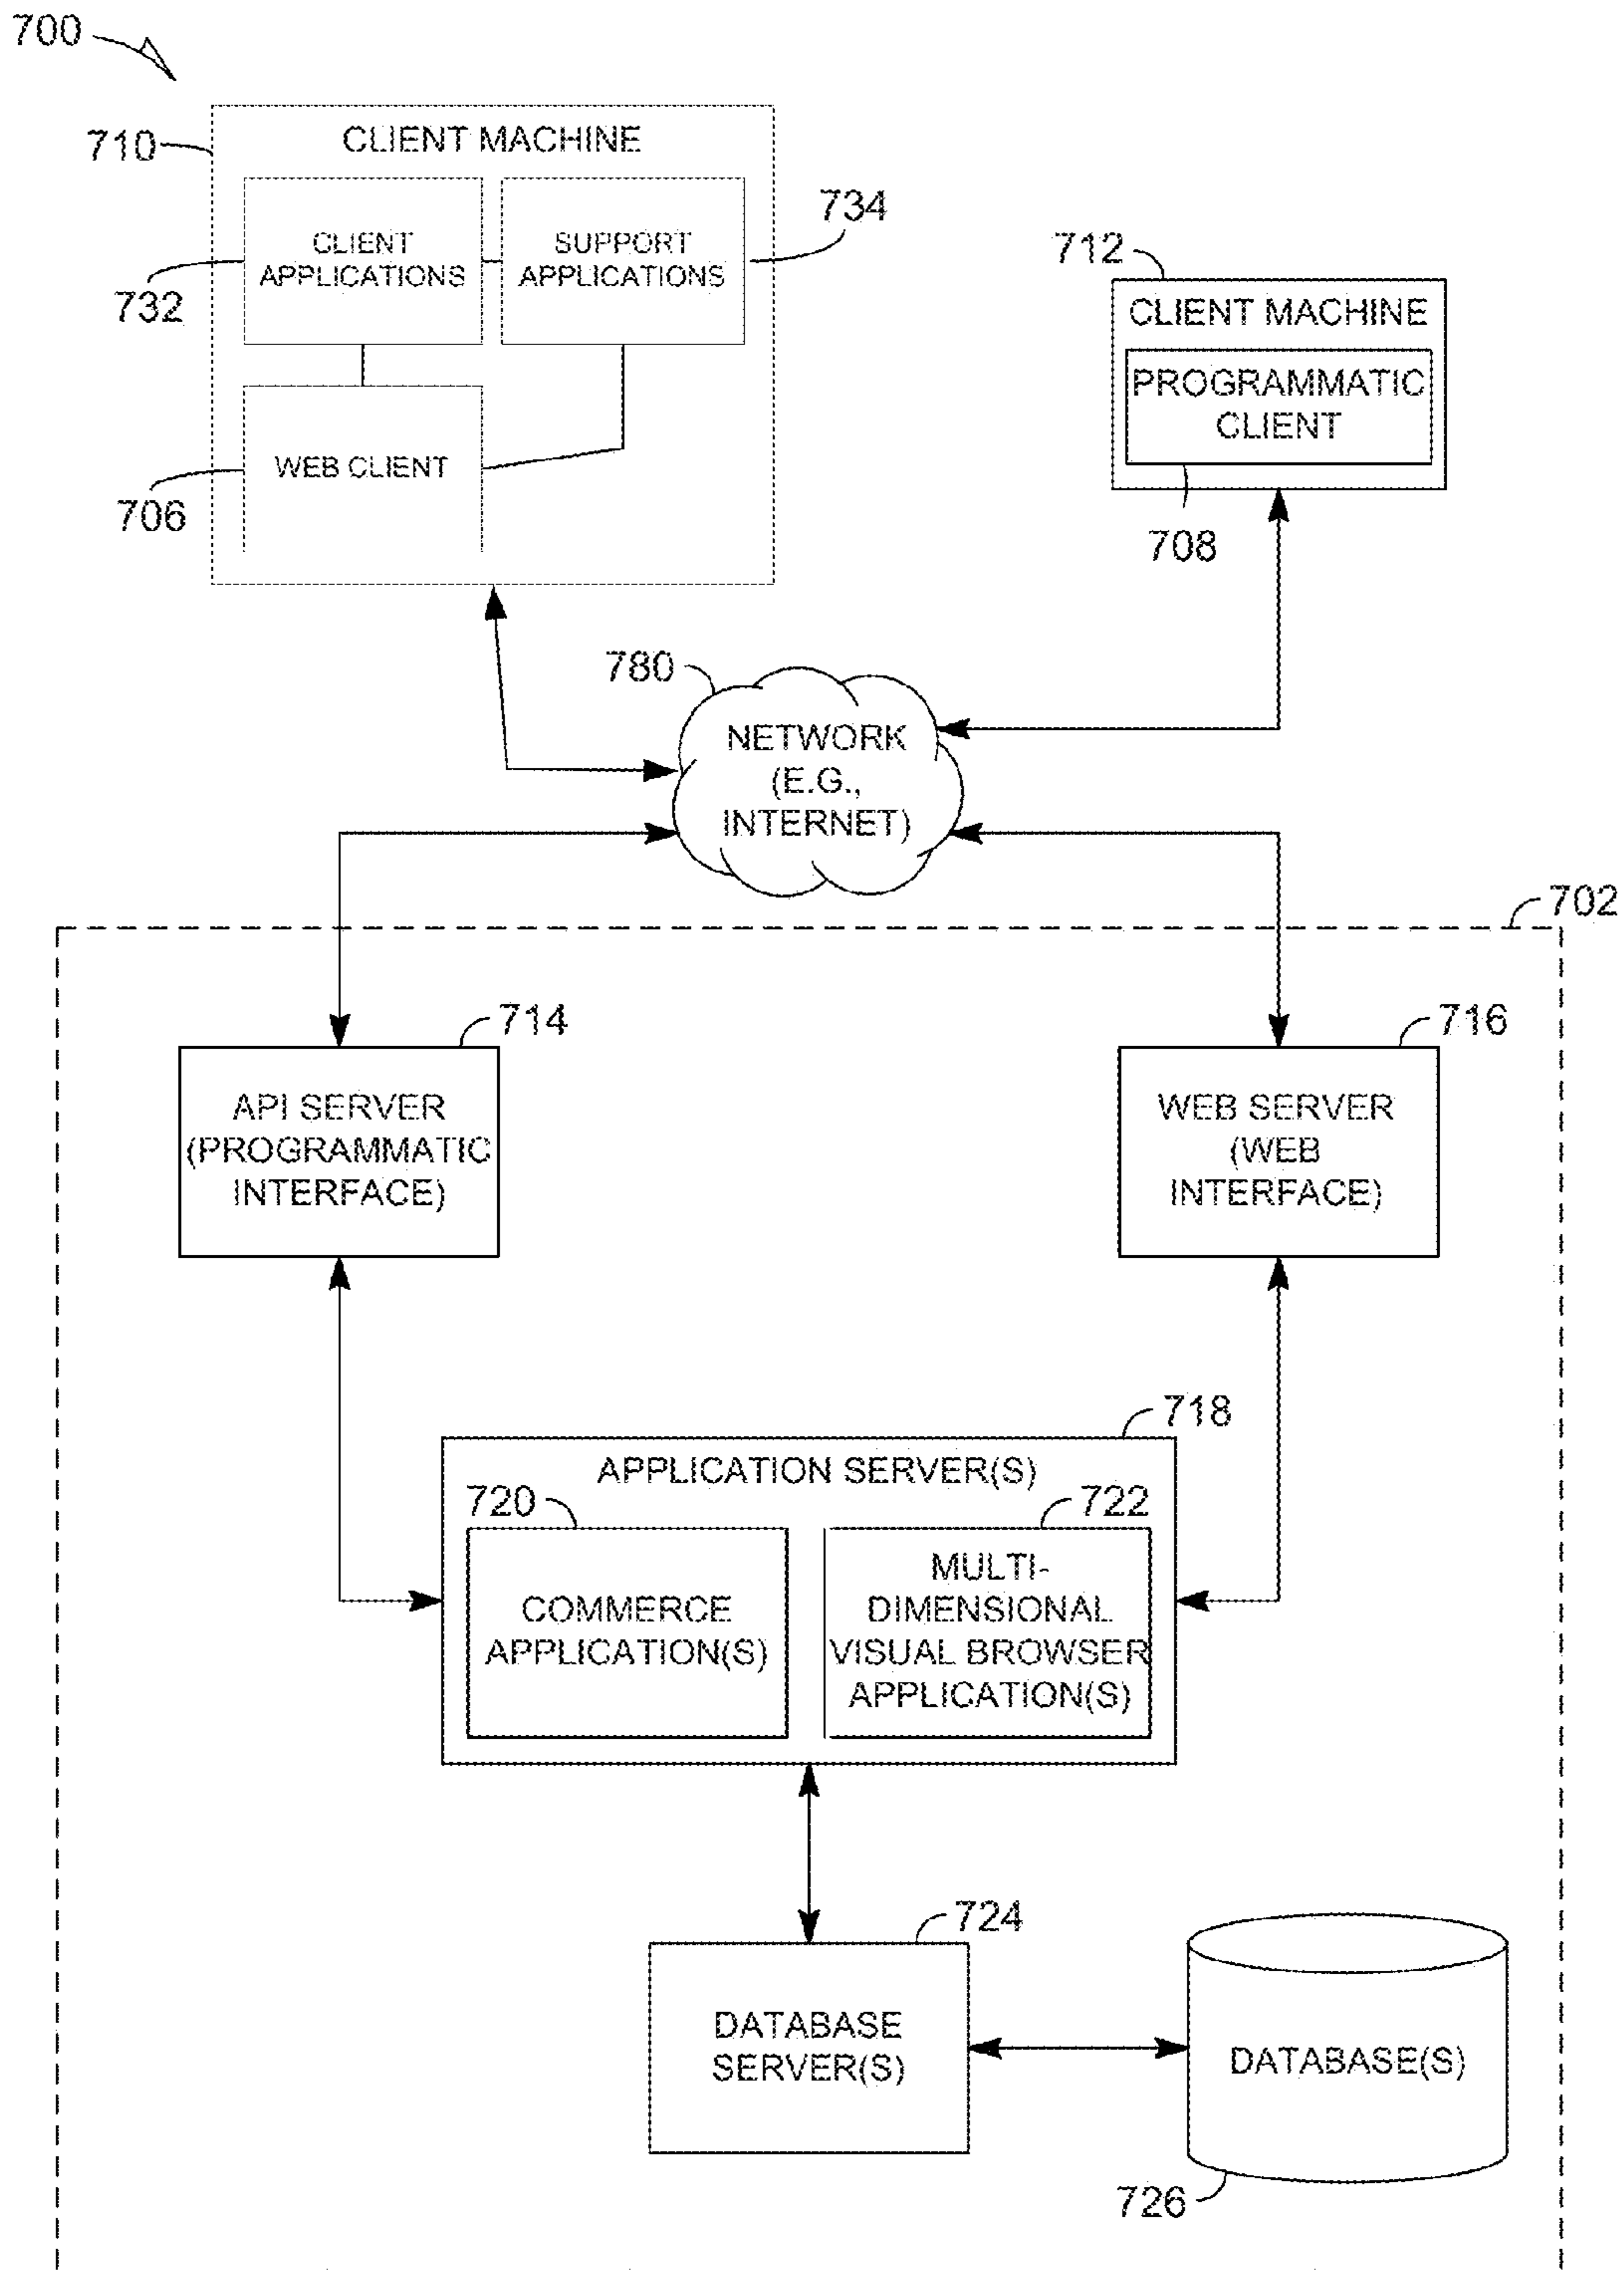 700
710
CLIENT MACHINE
CLIENT
APPLICATIONS
SUPPORT
APPLICATIONS
734
732
WEB CLIENT
706
712
CLIENT MACHINE
PROGRAMMATIC
CLIENT
708
780
NETWORK
(E.G.,
INTERNET)
702
714
API SERVER
(PROGRAMMATIC
INTERFACE)
716
WEB SERVER
(WEB
INTERFACE)
718
APPLICATION SERVER(S)
720
COMMERCE
APPLICATION(S)
722
MULTI-
DIMENSIONAL
VISUAL BROWSER
APPLICATION(S)
724
DATABASE
SERVER(S)
DATABASE(S)
726